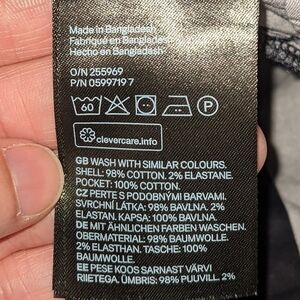 Made in Bangladesh
Fabriqué en Bangladesh
Hecho en Bangladesh
O/N 255969
P/N 0599719 7
60
P
clevercare.info
GB WASH WITH SIMILAR COLOURS.
SHELL: 98% COTTON. 2% ELASTANE.
POCKET: 100% COTTON.
CZ PERTE S PODOBNÝMI BARVAMI.
SVRCHNÍ LÁTKA: 98% BAVLNA. 2%
ELASTAN. KAPSA: 100% BAVLNA.
DE MIT ÄHNLICHEN FARBEN WASCHEN.
OBERMATERIAL: 98% BAUMWOLLE.
2% ELASTHAN. TASCHE: 100%
BAUMWOLLE.
EE PESE KOOS SARNAST VÄRVI
RIIETEGA. ÜMBRIS: 98% PUUVILL. 2%